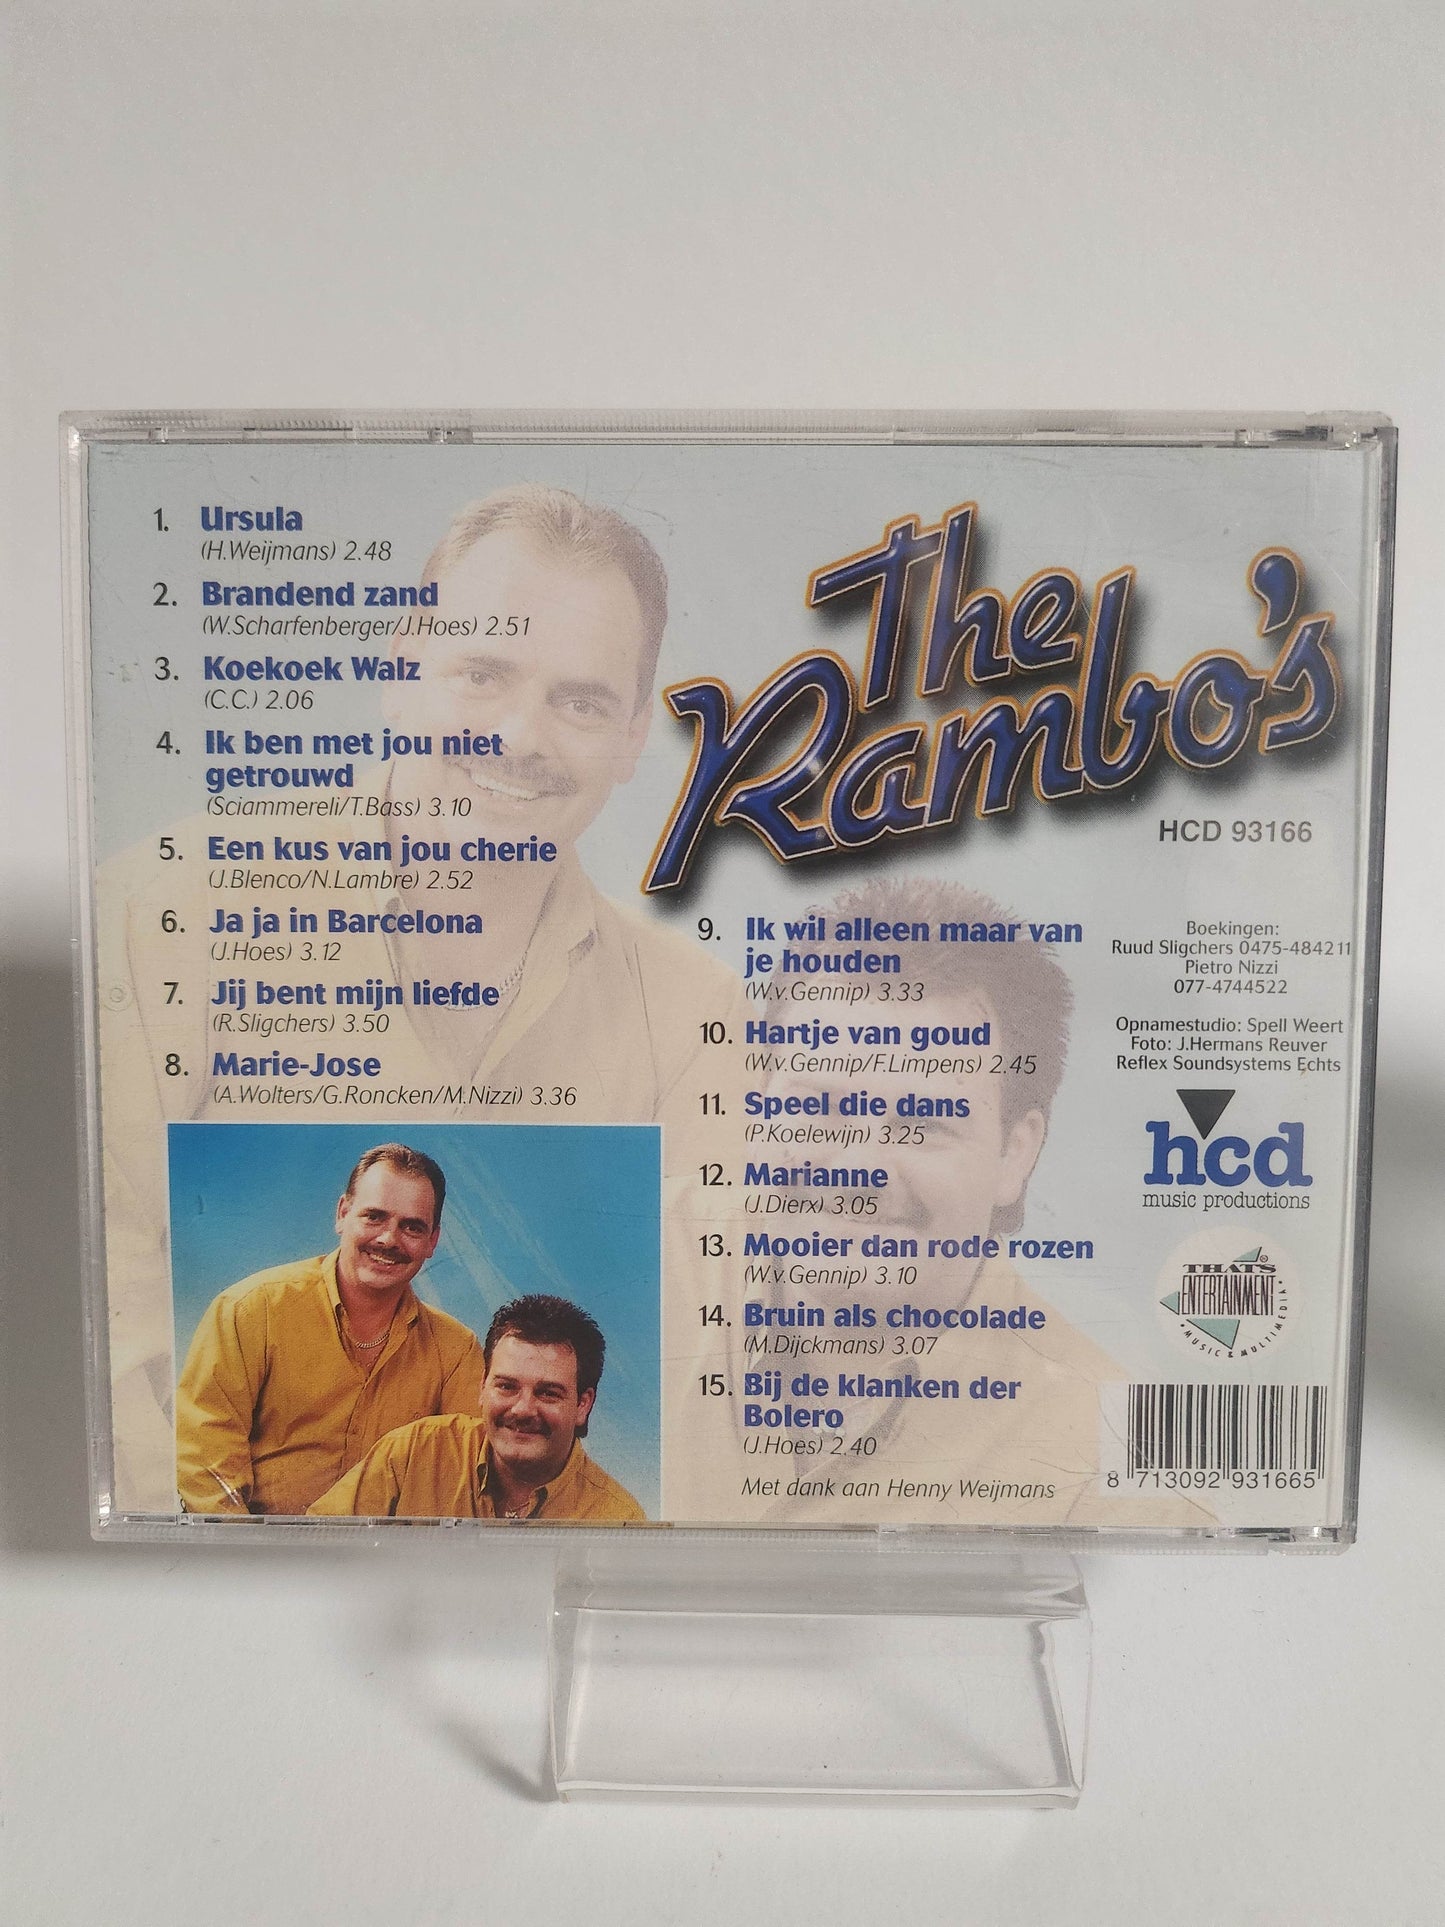 1. Ursula
(H.Weijmans) 2.48
2. Brandend zand
(W.Scharfenberger/J.Hoes) 2.51
3. Koekoek Walz
(C.C.) 2.06
4. Ik ben met jou niet
getrouwd
(Sciammereli/T.Bass) 3.10
5. Een kus van jou cherie
(J.Blenco/N.Lambre) 2.52
6. Ja ja in Barcelona
(J.Hoes) 3.12
7. Jij bent mijn liefde
(R.Sligchers) 3.50
8. Marie-Jose
(A.Wolters/G.Roncken/M.Nizzi) 3.36
The
Rambo's
HCD 93166
9. Ik wil alleen maar van
je houden
(W.v.Gennip) 3.33
10. Hartje van goud
(W.v.Gennip/F.Limpens) 2.45
11. Speel die dans
(P.Koelewijn) 3.25
12. Marianne
(J.Dierx) 3.05
13. Mooier dan rode rozen
(W.v.Gennip) 3.10
14. Bruin als chocolade
(M.Dijckmans) 3.07
15. Bij de klanken der
Bolero
(J.Hoes) 2.40
Met dank aan Henny Weijmans
Boekingen:
Ruud Sligchers 0475-484211
Pietro Nizzi
077-4744522
Opnamestudio: Spell Weert
Foto: J.Hermans Reuver
Reflex Soundsystems Echts
hcd
music productions
THAT'S ®
ENTERTAINMENT
• MUSIC & MULTIMEDIA •
8 713092 931665